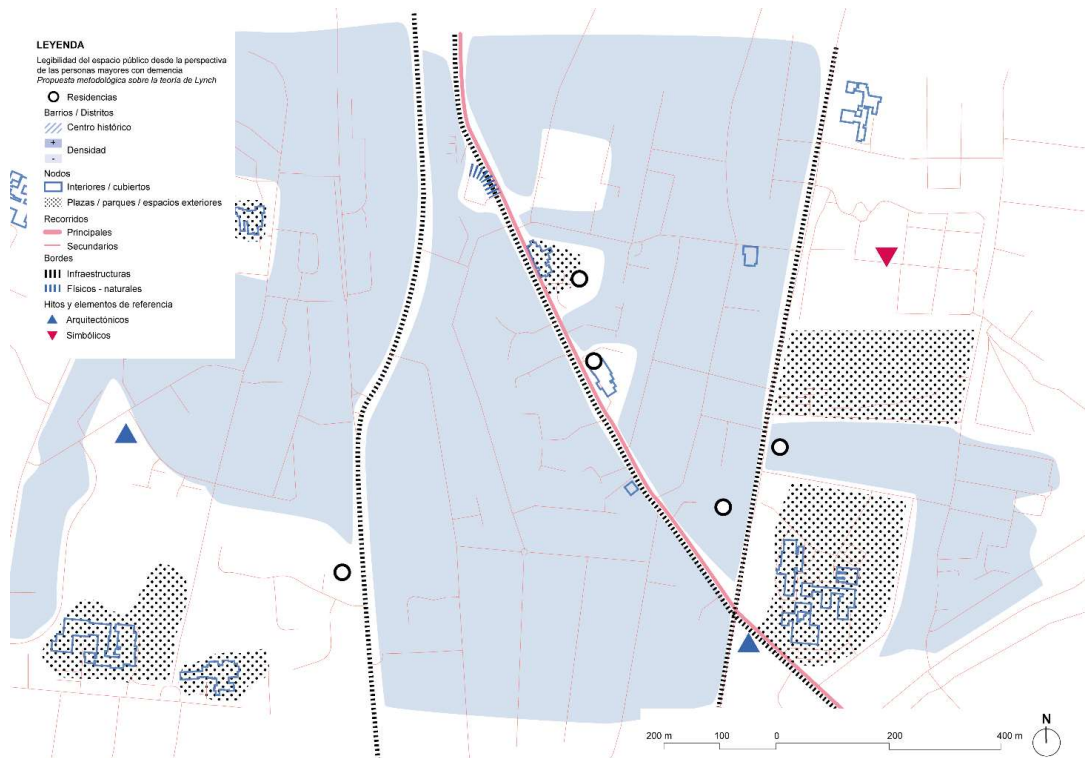 LEYENDA
Legibilidad del espacio público desde la perspectiva
de las personas mayores con demencia
Propuesta metodológica sobre la teoría de Lynch
Residencias
Barrios / Distritos
Centro histórico
+
Densidad
-
Nodos
Interiores / cubiertos
Plazas / parques / espacios exteriores
Recorridos
Principales
Secundarios
Bordes
Infraestructuras
Físicos - naturales
Hitos y elementos de referencia
Arquitectónicos
Simbólicos
N
200 m 100 0 200 400 m